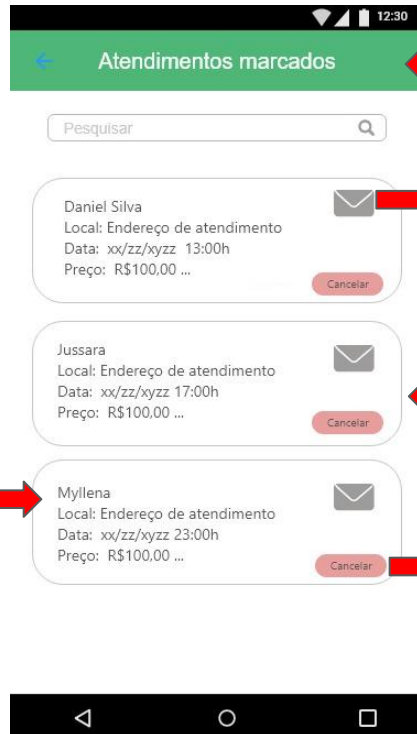 12:30
Atendimentos marcados
Pesquisar
Daniel Silva
Local: Endereço de atendimento
Data: xx/zz/xyzz 13:00h
Preço: R$100,00 ...
Cancelar
Jussara
Local: Endereço de atendimento
Data: xx/zz/xyzz 17:00h
Preço: R$100,00 ...
Cancelar
Myllena
Local: Endereço de atendimento
Data: xx/zz/xyzz 23:00h
Preço: R$100,00 ...
Cancelar